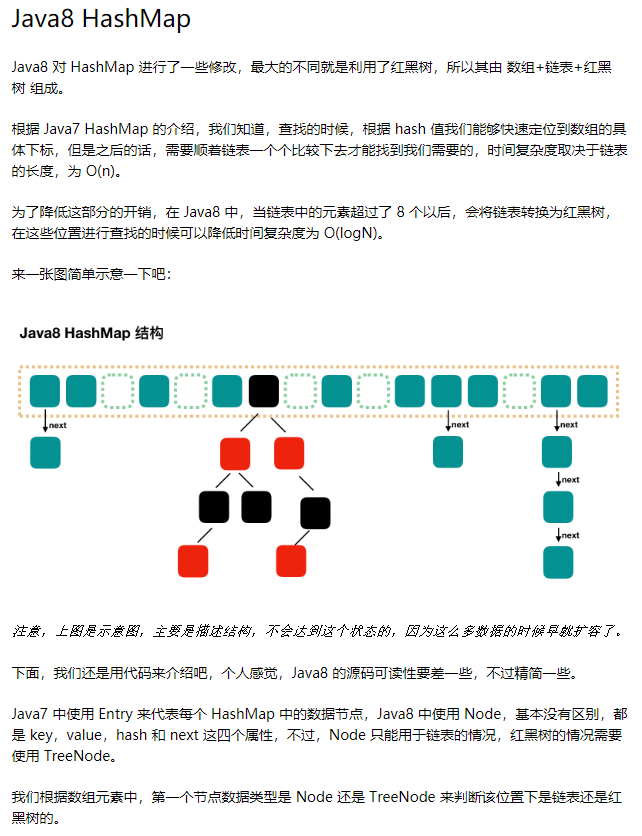 Java8 HashMap
Java8 对 HashMap 进行了一些修改，最大的不同就是利用了红黑树，所以其由 数组+链表+红黑
树 组成。
根据 Java7 HashMap 的介绍，我们知道，查找的时候，根据 hash 值我们能够快速定位到数组的具
体下标，但是之后的话，需要顺着链表一个个比较下去才能找到我们需要的，时间复杂度取决于链表
的长度，为 O(n)。
为了降低这部分的开销，在 Java8 中，当链表中的元素超过了 8 个以后，会将链表转换为红黑树，
在这些位置进行查找的时候可以降低时间复杂度为 O(logN)。
来一张图简单示意一下吧：
Java8 HashMap 结构
next
next
next
next
next
注意，上图是示意图，主要是描述结构，不会达到这个状态的，因为这么多数据的时候早就扩容了。
下面，我们还是用代码来介绍吧，个人感觉，Java8 的源码可读性要差一些，不过精简一些。
Java7 中使用 Entry 来代表每个 HashMap 中的数据节点，Java8 中使用 Node，基本没有区别，都
是 key，value，hash 和 next 这四个属性，不过，Node 只能用于链表的情况，红黑树的情况需要
使用 TreeNode。
我们根据数组元素中，第一个节点数据类型是 Node 还是 TreeNode 来判断该位置下是链表还是红
黑树的。